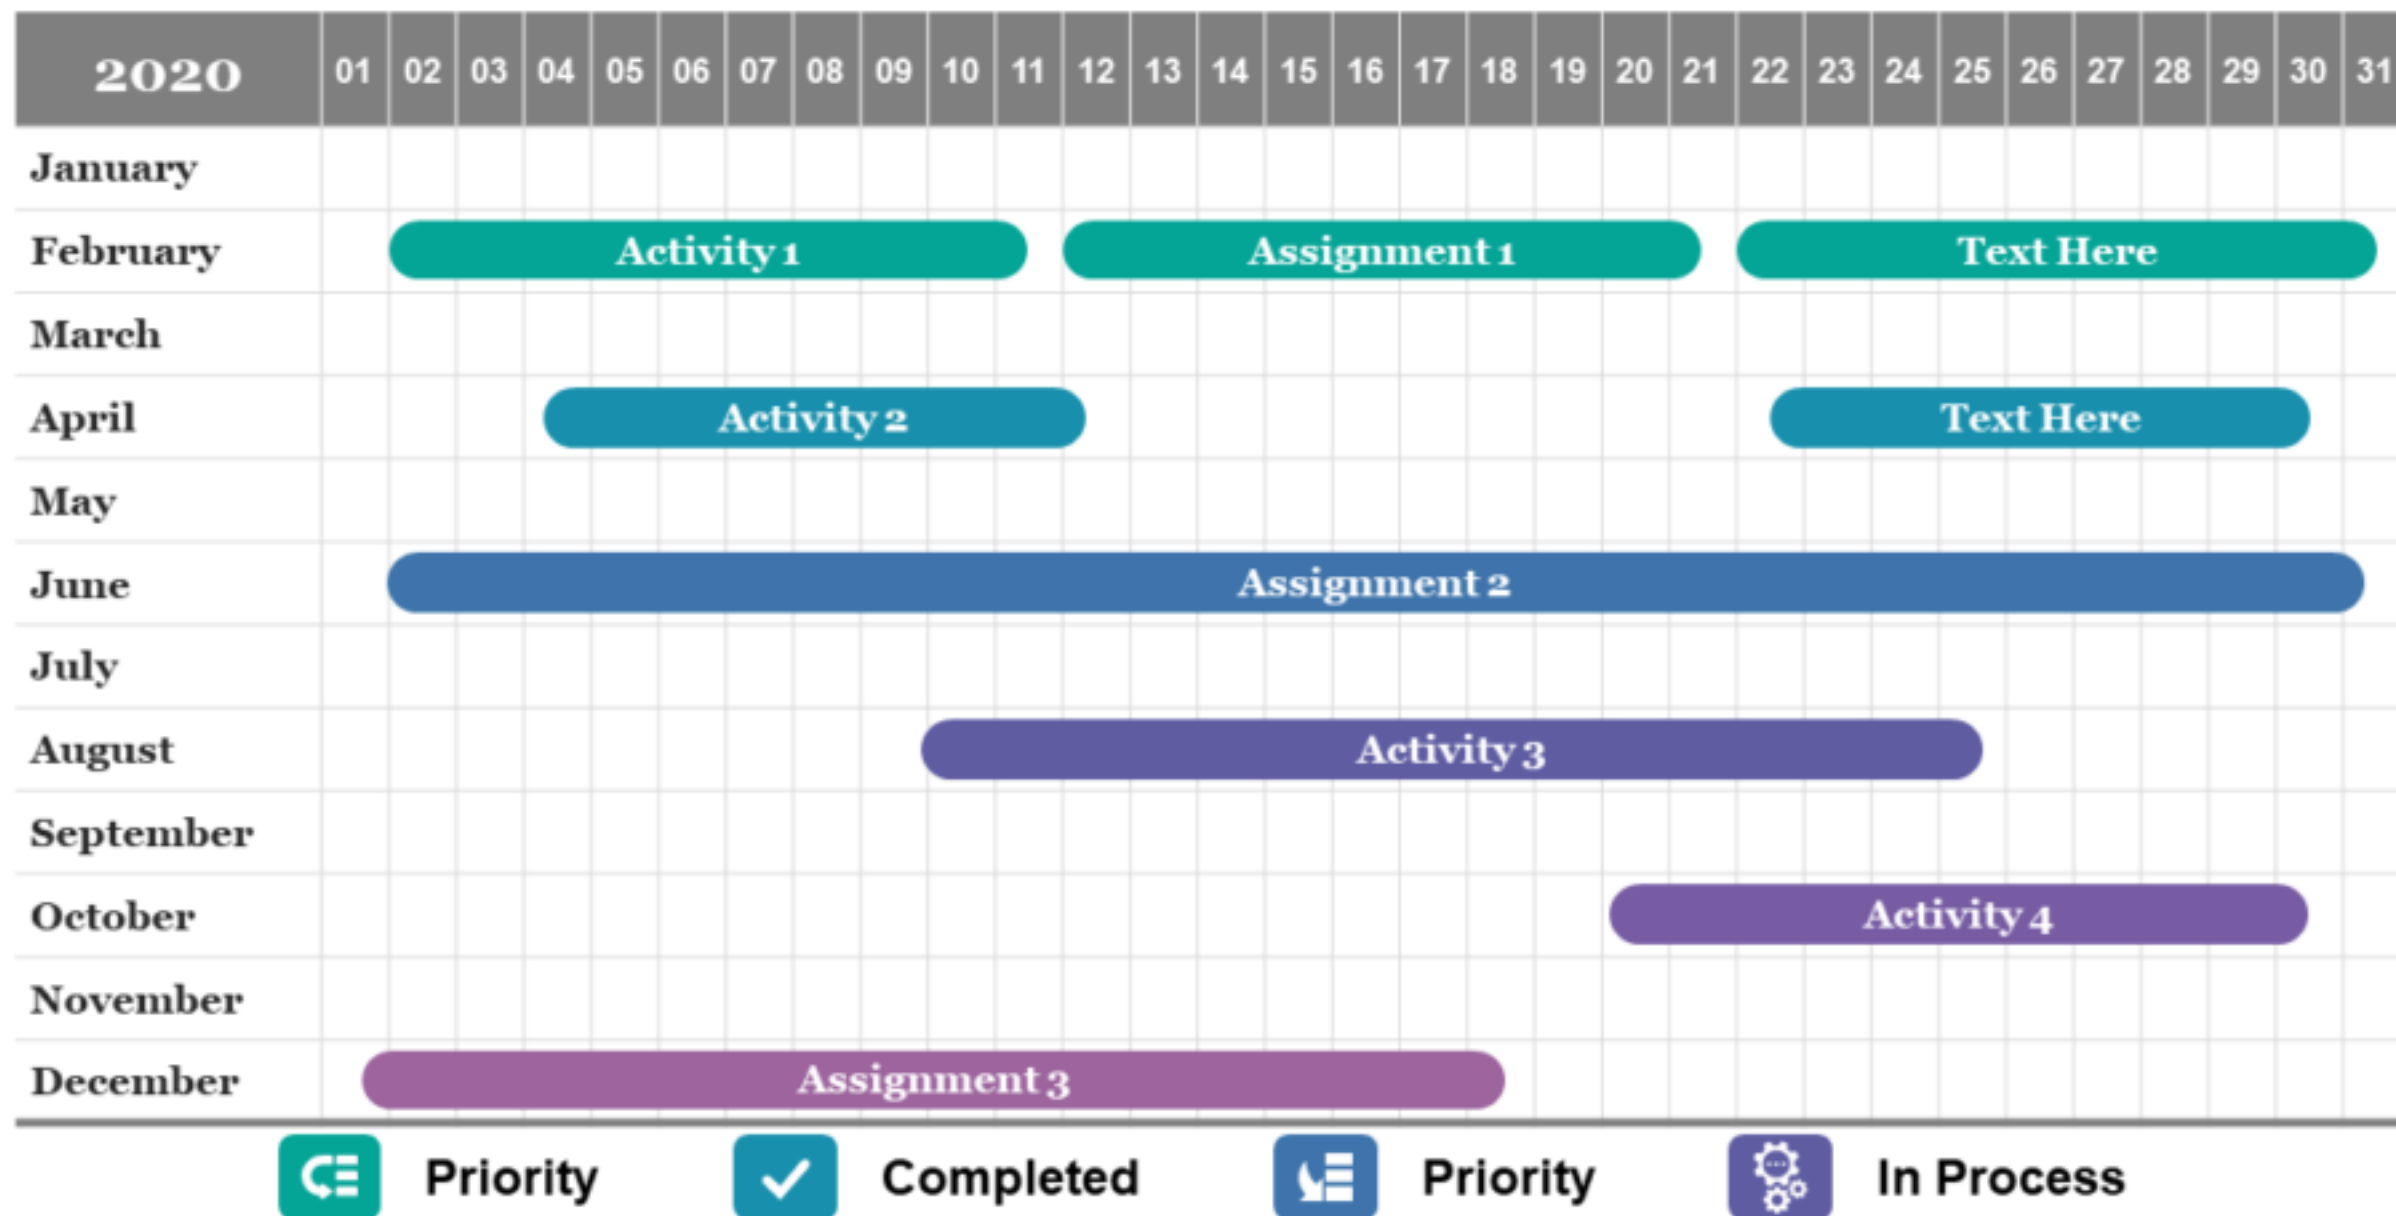 2020 01 02 03 04 05 06 07 08 09 10 11 12 13 14 15 16 17 18 19 20 21 22 23 24 25 26 27 28 29 30 31
January
February Activity 1 Assignment 1 Text Here
March
April Activity 2 Text Here
May
June Assignment 2
July
August Activity 3
September
October Activity 4
November
December Assignment 3
Priority Completed Priority In Process